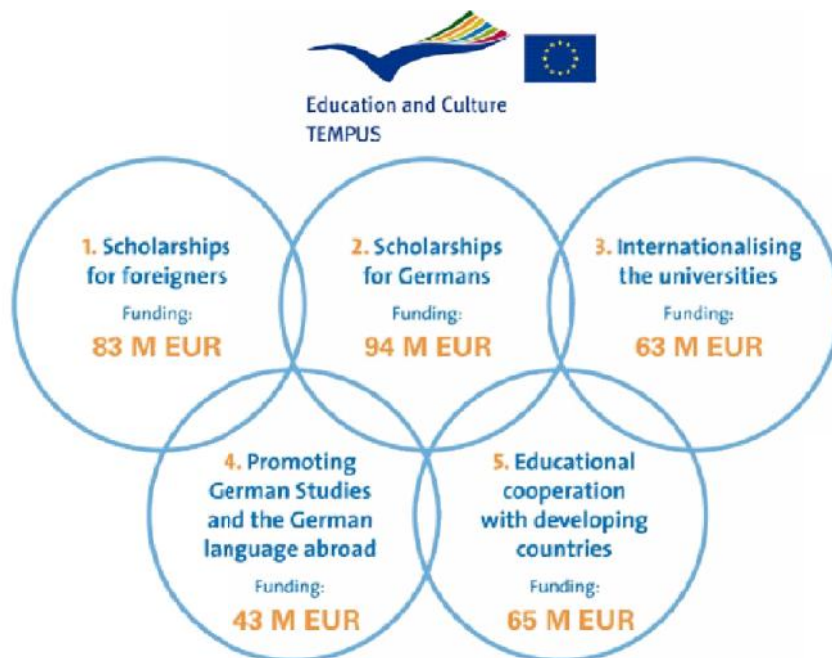 Education and Culture
TEMPUS
1. Scholarships
for foreigners
Funding:
83 M EUR
2. Scholarships
for Germans
Funding:
94 M EUR
3. Internationalising
the universities
Funding:
63 M EUR
4. Promoting
German Studies
and the German
language abroad
Funding:
43 M EUR
5. Educational
cooperation
with developing
countries
Funding:
65 M EUR